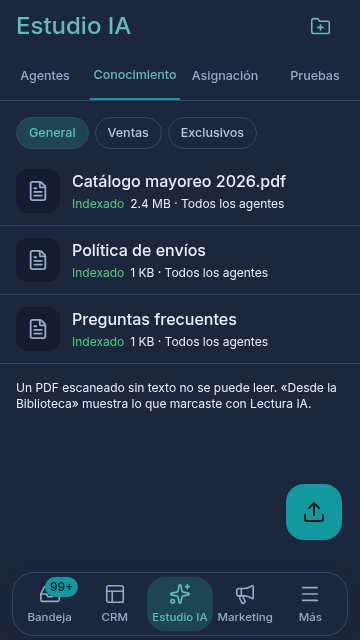 Estudio IA
Agentes
Conocimiento
Asignación
Pruebas
General
Ventas
Exclusivos
Catálogo mayoreo 2026.pdf
Indexado 2.4 MB · Todos los agentes
Política de envíos
Indexado 1 KB · Todos los agentes
Preguntas frecuentes
Indexado 1 KB · Todos los agentes
Un PDF escaneado sin texto no se puede leer. «Desde la
Biblioteca» muestra lo que marcaste con Lectura IA.
99+
Bandeja
CRM
Estudio IA
Marketing
Más